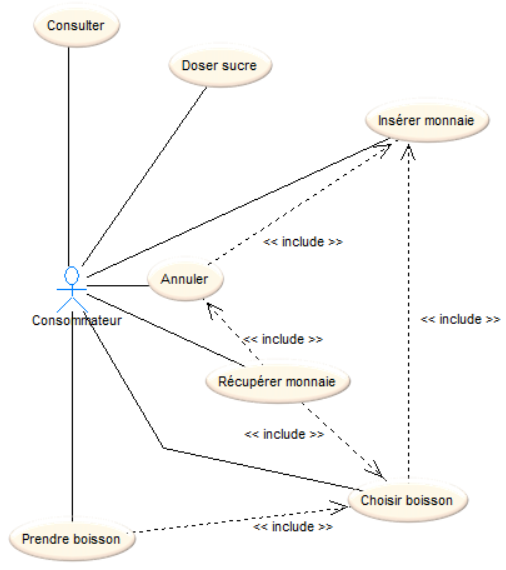 Consulter
Doser sucre
Insérer monnaie
<< include >>
Annuler
Consommateur
<< include >>
<< include >>
Récupérer monnaie
<< include >>
Choisir boisson
<< include >>
Prendre boisson